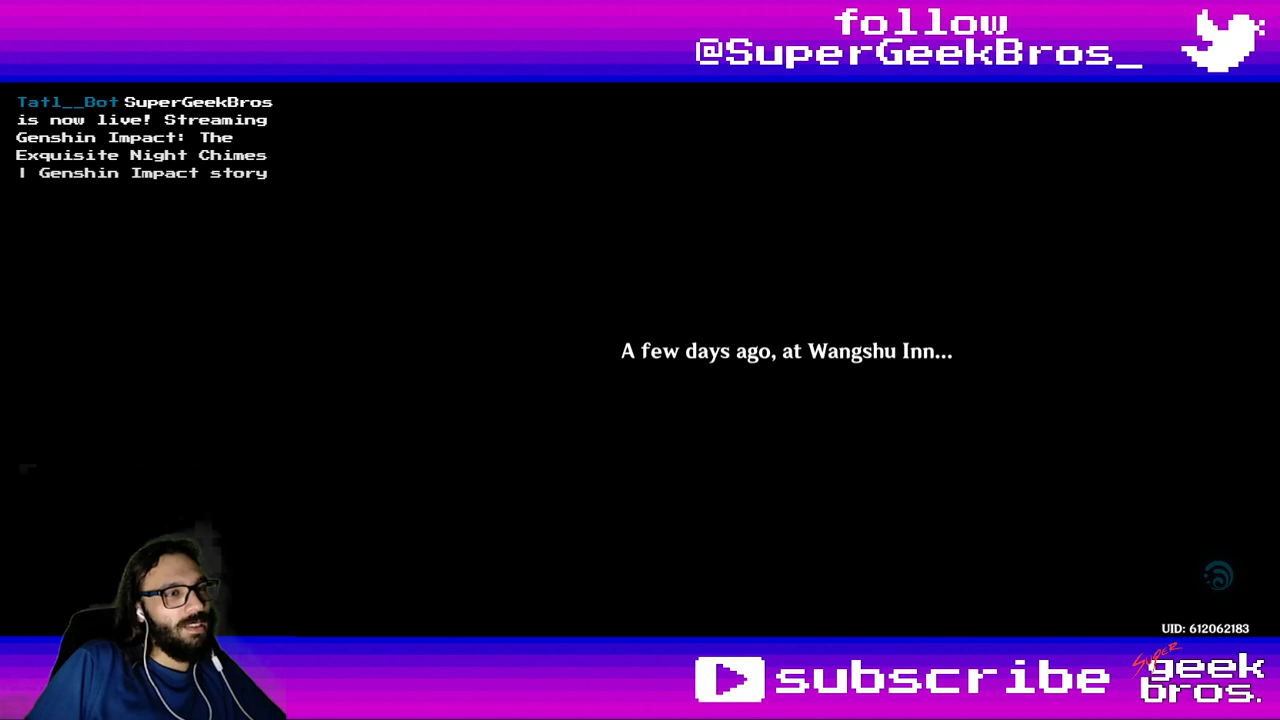 follow
@SuperGeekBros_
Tatl__Bot SuperGeekBros
is now live! Streaming
Genshin Impact: The
Exquisite Night Chimes
| Genshin Impact story
A few days ago, at Wangshu Inn...
UID: 612062183
subscribe
SUPER
geek
bros.